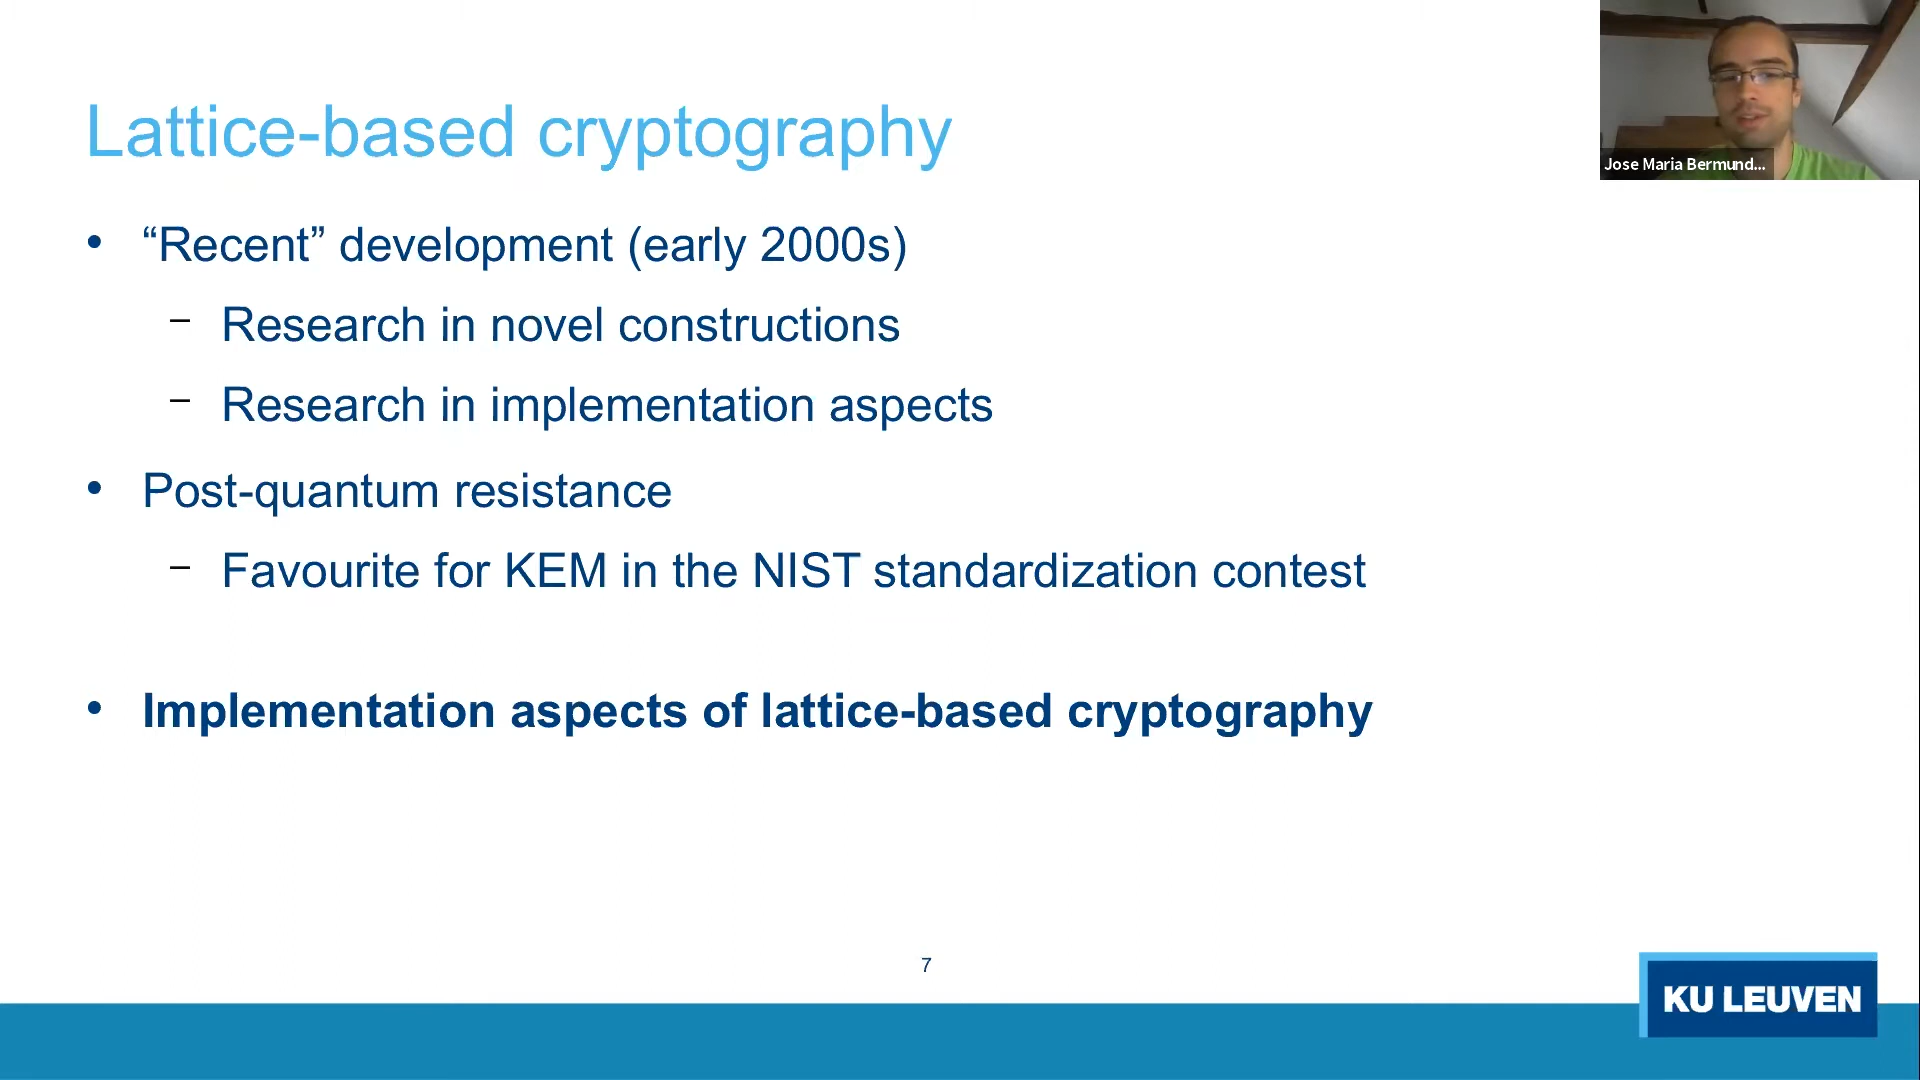 Lattice-based cryptography
Jose Maria Bermund...
• “Recent” development (early 2000s)
– Research in novel constructions
– Research in implementation aspects
• Post-quantum resistance
– Favourite for KEM in the NIST standardization contest
• Implementation aspects of lattice-based cryptography
7
KU LEUVEN